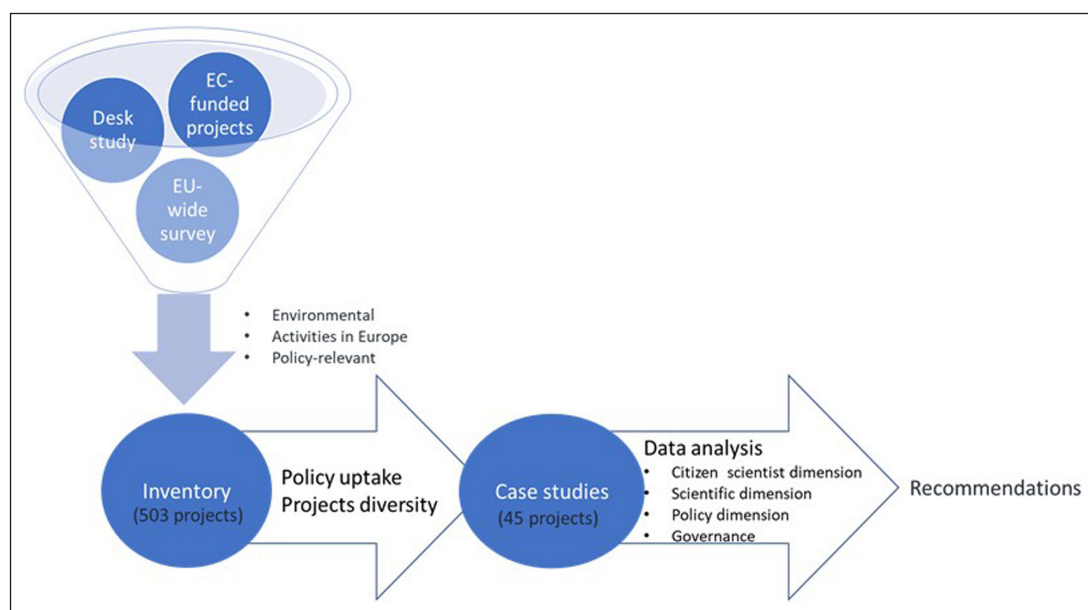 Desk
study
EC-
funded
projects
EU-
wide
survey
• Environmental
• Activities in Europe
• Policy-relevant
Inventory
(503 projects)
Policy uptake
Projects diversity
Case studies
(45 projects)
Data analysis
• Citizen scientist dimension
• Scientific dimension
• Policy dimension
• Governance
Recommendations